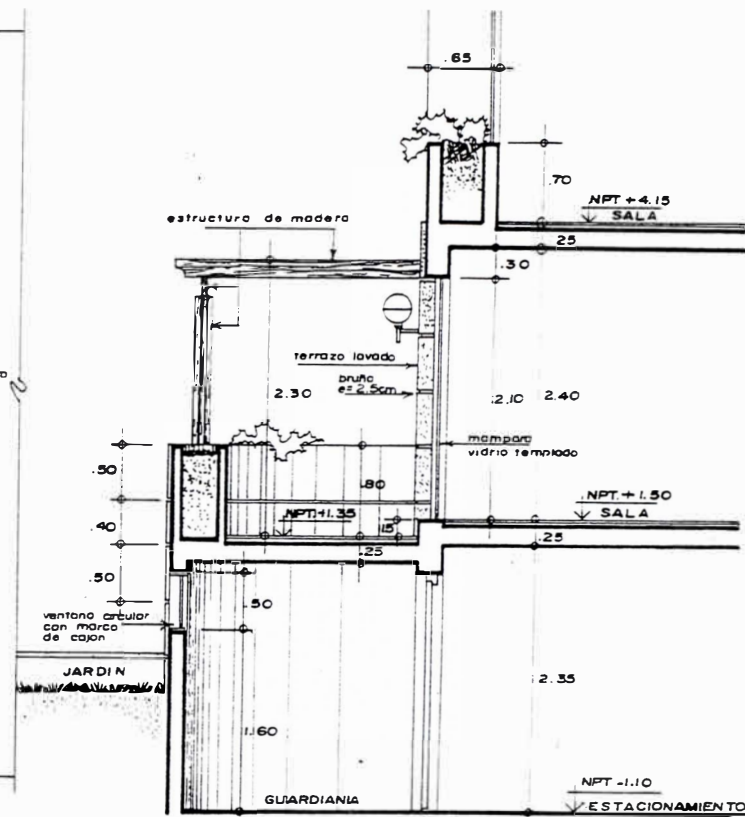 .65
.70
NPT +4.15
SALA
.25
.30
estructura de madera
terrazo lavado
bruña
e= 2.5cm
2.30
2.10
2.40
mampara
vidrio templado
.50
.80
NPT.+1.35
.15
NPT.+1.50
SALA
.40
.25
.25
.50
.50
ventana circular
con marco
de cajon
JARDIN
2.35
1.60
GUARDIANIA
NPT -1.10
ESTACIONAMIENTO